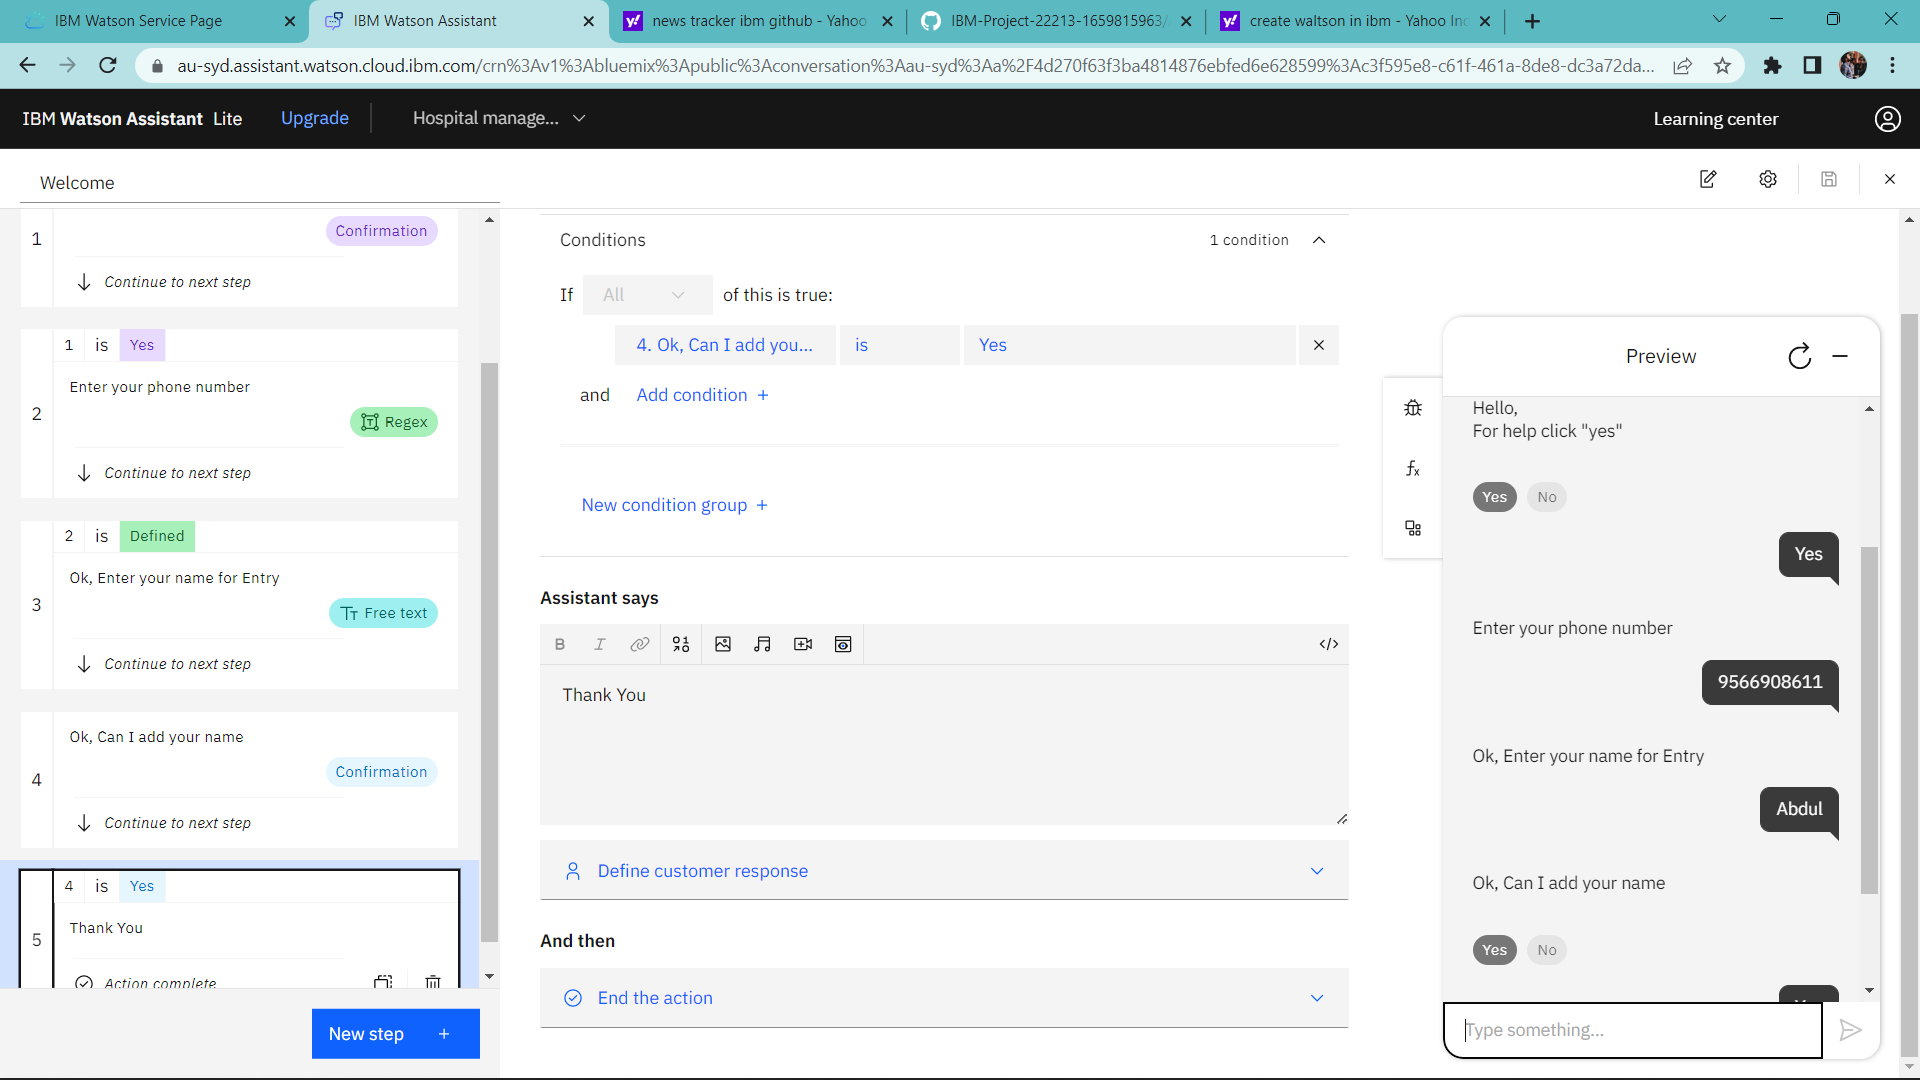 IBM Watson Service Page
IBM Watson Assistant
news tracker ibm github - Yahoo
IBM-Project-22213-1659815963/
create waltson in ibm - Yahoo In
au-syd.assistant.watson.cloud.ibm.com/crn%3Av1%3Abluemix%3Apublic%3Aconversation%3Aau-syd%3Aa%2F4d270f63f3ba4814876ebfed6e628599%3Ac3f595e8-c61f-461a-8de8-dc3a72da...
IBM Watson Assistant Lite
Upgrade
Hospital manage...
Learning center
Welcome
1
Confirmation
Continue to next step
1 is Yes
Enter your phone number
2
Regex
Continue to next step
2 is Defined
Ok, Enter your name for Entry
3
Free text
Continue to next step
Ok, Can I add your name
Confirmation
4
Continue to next step
4 is Yes
Thank You
5
Action complete
New step +
Conditions
1 condition
If All of this is true:
4. Ok, Can I add you... is Yes
and Add condition +
New condition group +
Assistant says
B I </>
Thank You
Define customer response
And then
End the action
fx
Preview
Hello,
For help click "yes"
Yes No
Yes
Enter your phone number
9566908611
Ok, Enter your name for Entry
Abdul
Ok, Can I add your name
Yes No
Type something...